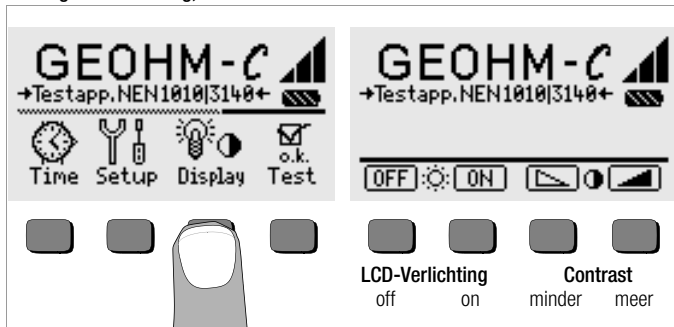 GEOHM-C
→Testapp.NEN1010|3140←
Time Setup Display o.k. Test
GEOHM-C
→Testapp.NEN1010|3140←
OFF ON
LCD-Verlichting Contrast
off on minder meer